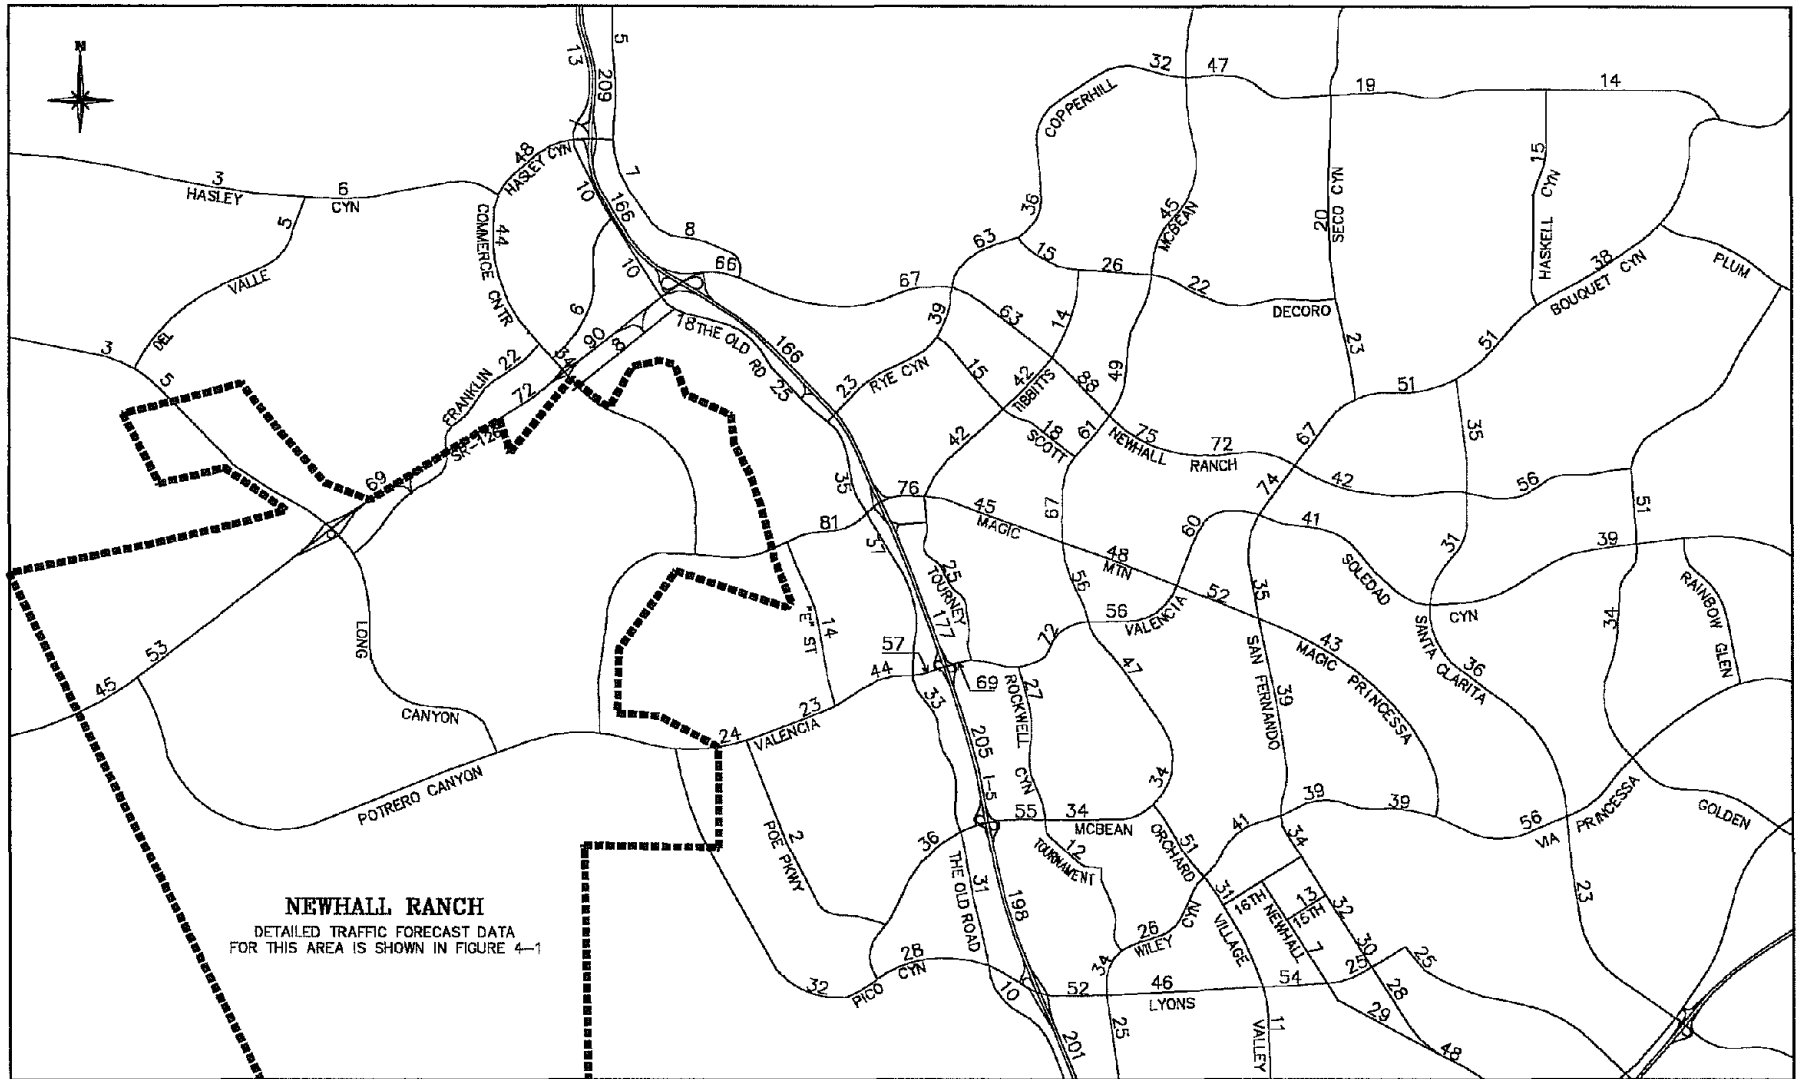 N
13
5
209
32
47
19
14
COPPERHILL
48
HASLEY CYN
7
3
HASLEY
6
CYN
5
10
166
8
66
COMMERCE CNTR
44
36
45
MCBEAN
20
SECO CYN
15
HASKELL CYN
38
BOUQUET CYN
PLUM
63
15
26
22
DECORO
10
67
VALLE
DEL
3
5
6
90
8
18
THE OLD RD
166
25
39
63
14
23
51
34
22
FRANKLIN
72
SR-126
23
RYE CYN
15
42
TIBBITTS
88
49
51
18
SCOTT
61
75
NEWHALL
72
RANCH
67
35
42
69
35
76
45
MAGIC
67
74
42
56
51
81
57
25
TOURNEY
48
MTN
60
41
SOLEDAD
31
39
56
52
35
CYN
RAINBOW GLEN
"E" ST
14
177
56
VALENCIA
43
MAGIC PRINCESSA
SANTA CLARITA
36
34
53
45
LONG
CANYON
57
44
72
47
69
33
27
ROCKWELL CYN
SAN FERNANDO
39
23
24
VALENCIA
205
I-5
POTRERO CANYON
34
39
39
2
POE PKWY
36
55
34
MCBEAN
41
56
VIA PRINCESSA
GOLDEN
12
TOURNAMENT
51
ORCHARD
34
31
THE OLD ROAD
198
31
VILLAGE
16TH
13
15TH
NEWHALL
7
32
23
NEWHALL RANCH
DETAILED TRAFFIC FORECAST DATA
FOR THIS AREA IS SHOWN IN FIGURE 4-1
28
CYN
32
PICO
26
WILEY
CYN
34
30
25
25
10
52
46
LYONS
54
28
29
201
25
11
VALLEY
48